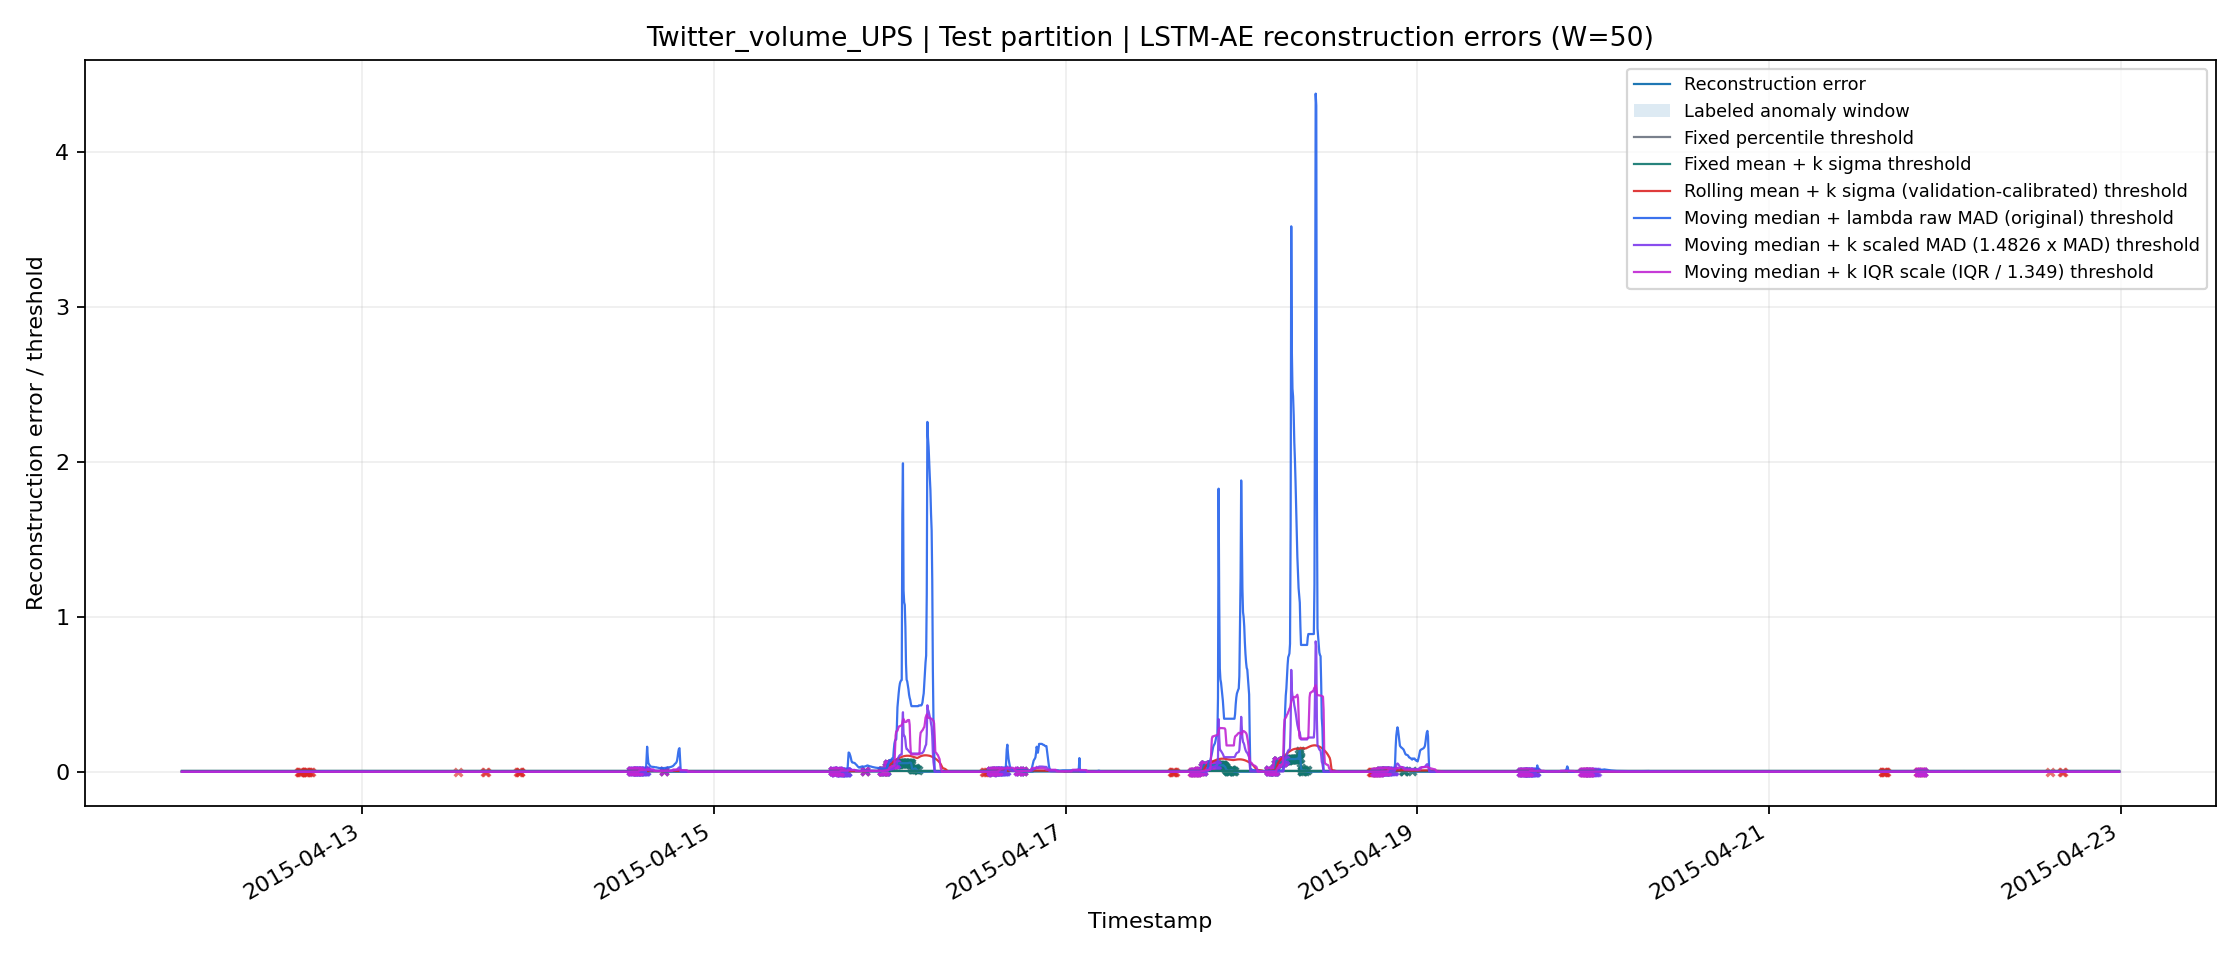 Twitter_volume_UPS | Test partition | LSTM-AE reconstruction errors (W=50)
Reconstruction error
Labeled anomaly window
Fixed percentile threshold
Fixed mean + k sigma threshold
Rolling mean + k sigma (validation-calibrated) threshold
Moving median + lambda raw MAD (original) threshold
Moving median + k scaled MAD (1.4826 x MAD) threshold
Moving median + k IQR scale (IQR / 1.349) threshold
Reconstruction error / threshold
4
3
2
1
0
2015-04-13
2015-04-15
2015-04-17
2015-04-19
2015-04-21
2015-04-23
Timestamp